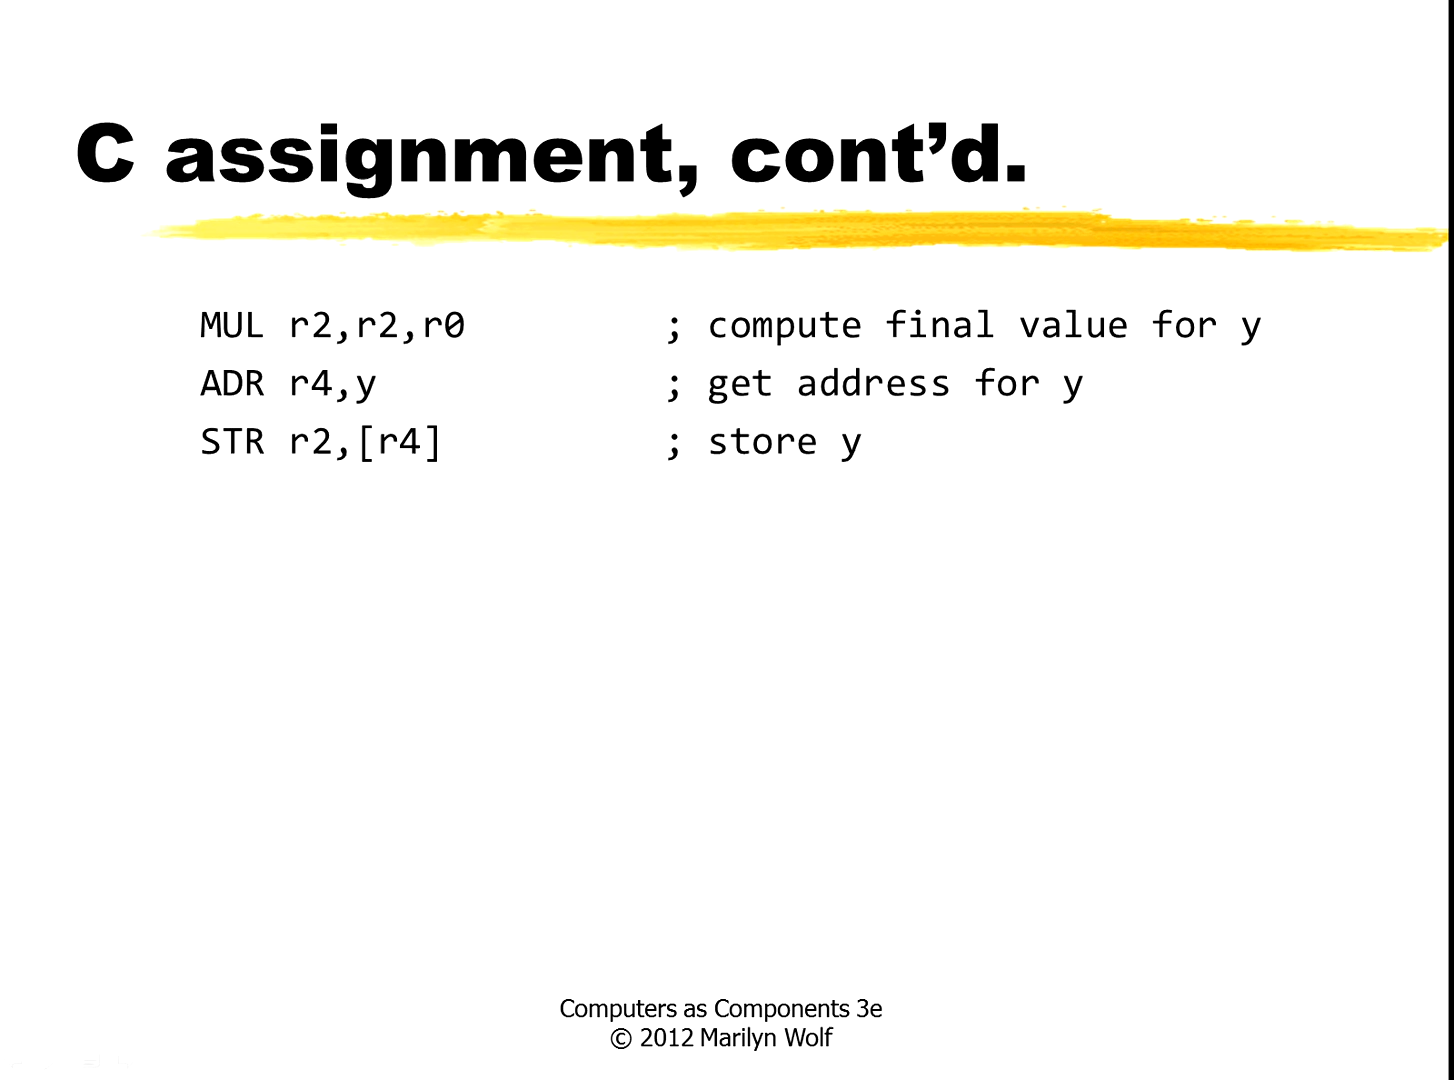 C assignment, cont’d.
MUL r2,r2,r0 ; compute final value for y
ADR r4,y ; get address for y
STR r2,[r4] ; store y
Computers as Components 3e
© 2012 Marilyn Wolf